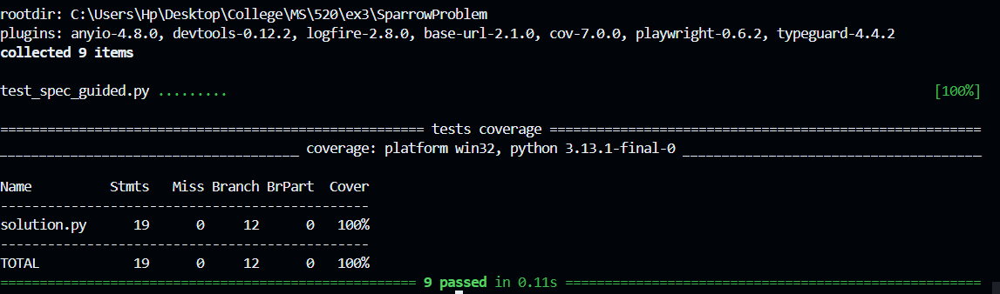 rootdir: C:\Users\Hp\Desktop\College\MS\520\ex3\SparrowProblem
plugins: anyio-4.8.0, devtools-0.12.2, logfire-2.8.0, base-url-2.1.0, cov-7.0.0, playwright-0.6.2, typeguard-4.4.2
collected 9 items
test_spec_guided.py ......... [100%]
==================================================== tests coverage =====================================================
_____________________________________ coverage: platform win32, python 3.13.1-final-0 _____________________________________
Name Stmts Miss Branch BrPart Cover
-----------------------------------------------
solution.py 19 0 12 0 100%
-----------------------------------------------
TOTAL 19 0 12 0 100%
=================================================== 9 passed in 0.11s ===================================================